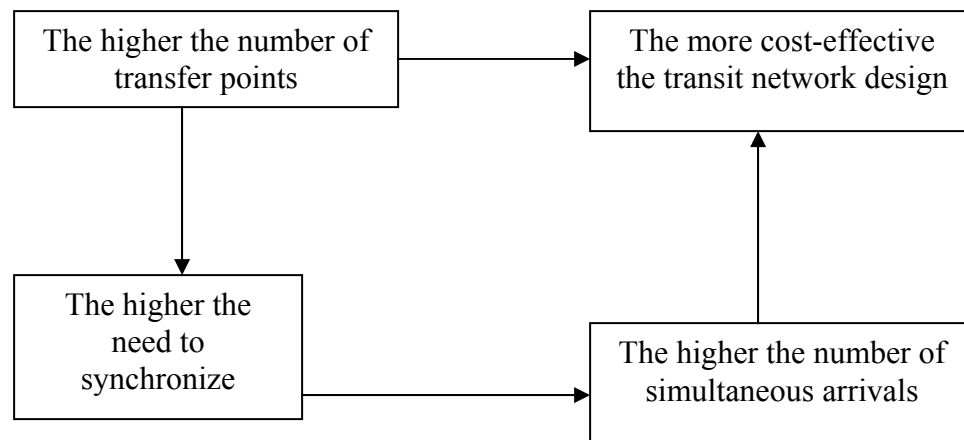 The higher the number of
transfer points
The more cost-effective
the transit network design
The higher the
need to
synchronize
The higher the number of
simultaneous arrivals